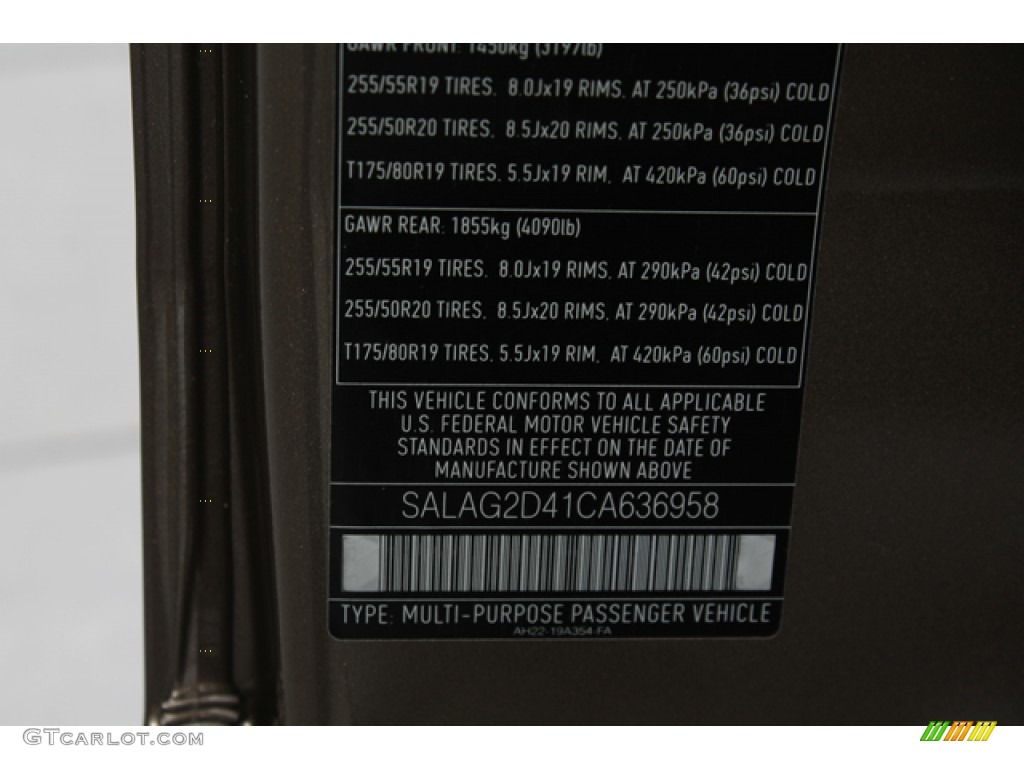 GAWR FRONT: 1450kg (3197lb)
255/55R19 TIRES. 8.0Jx19 RIMS. AT 250kPa (36psi) COLD
255/50R20 TIRES. 8.5Jx20 RIMS. AT 250kPa (36psi) COLD
T175/80R19 TIRES. 5.5Jx19 RIM. AT 420kPa (60psi) COLD
GAWR REAR: 1855kg (4090lb)
255/55R19 TIRES. 8.0Jx19 RIMS. AT 290kPa (42psi) COLD
255/50R20 TIRES. 8.5Jx20 RIMS. AT 290kPa (42psi) COLD
T175/80R19 TIRES. 5.5Jx19 RIM. AT 420kPa (60psi) COLD
THIS VEHICLE CONFORMS TO ALL APPLICABLE
U.S. FEDERAL MOTOR VEHICLE SAFETY
STANDARDS IN EFFECT ON THE DATE OF
MANUFACTURE SHOWN ABOVE
SALAG2D41CA636958
TYPE: MULTI-PURPOSE PASSENGER VEHICLE
AH22-19A354-FA
GTCARLOT.COM